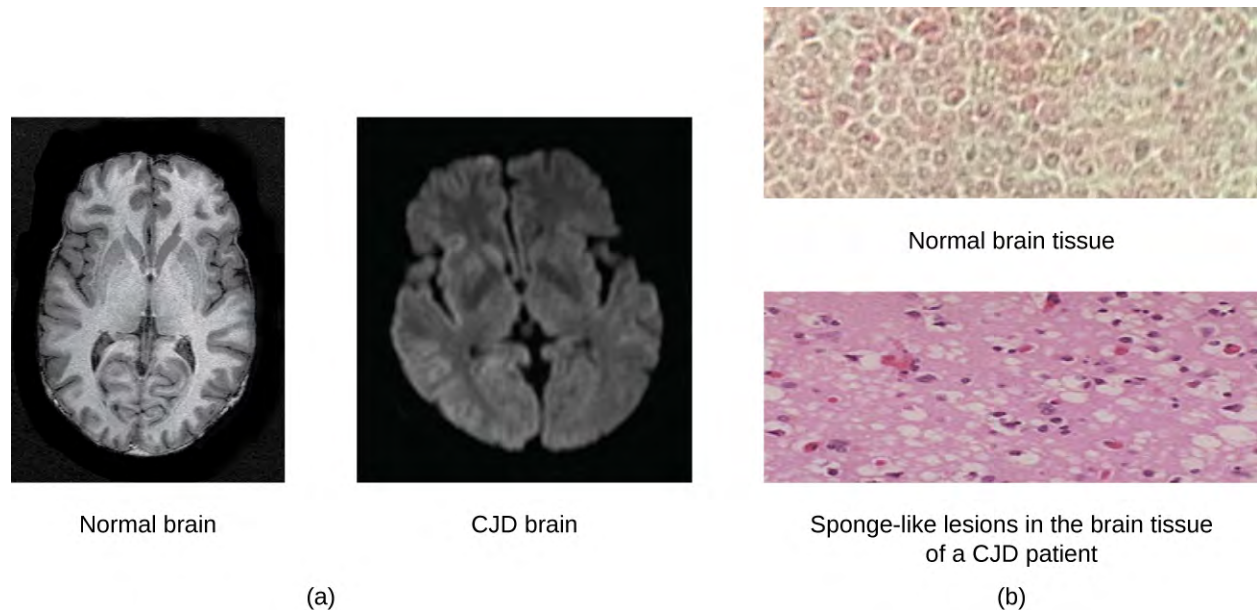 Normal brain tissue
Normal brain
CJD brain
Sponge-like lesions in the brain tissue
of a CJD patient
(a)
(b)